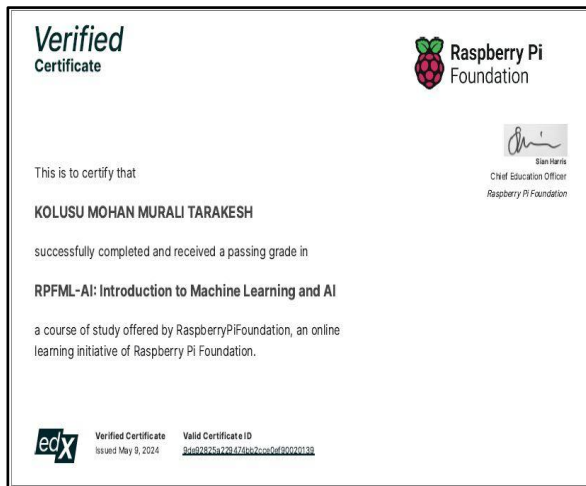 Verified
Certificate
Raspberry Pi
Foundation
Sian Harris
Chief Education Officer
Raspberry Pi Foundation
This is to certify that
KOLUSU MOHAN MURALI TARAKESH
successfully completed and received a passing grade in
RPFML-AI: Introduction to Machine Learning and AI
a course of study offered by RaspberryPiFoundation, an online
learning initiative of Raspberry Pi Foundation.
edX
Verified Certificate
Issued May 9, 2024
Valid Certificate ID
9de92825a229474bb2cce0ef90020139